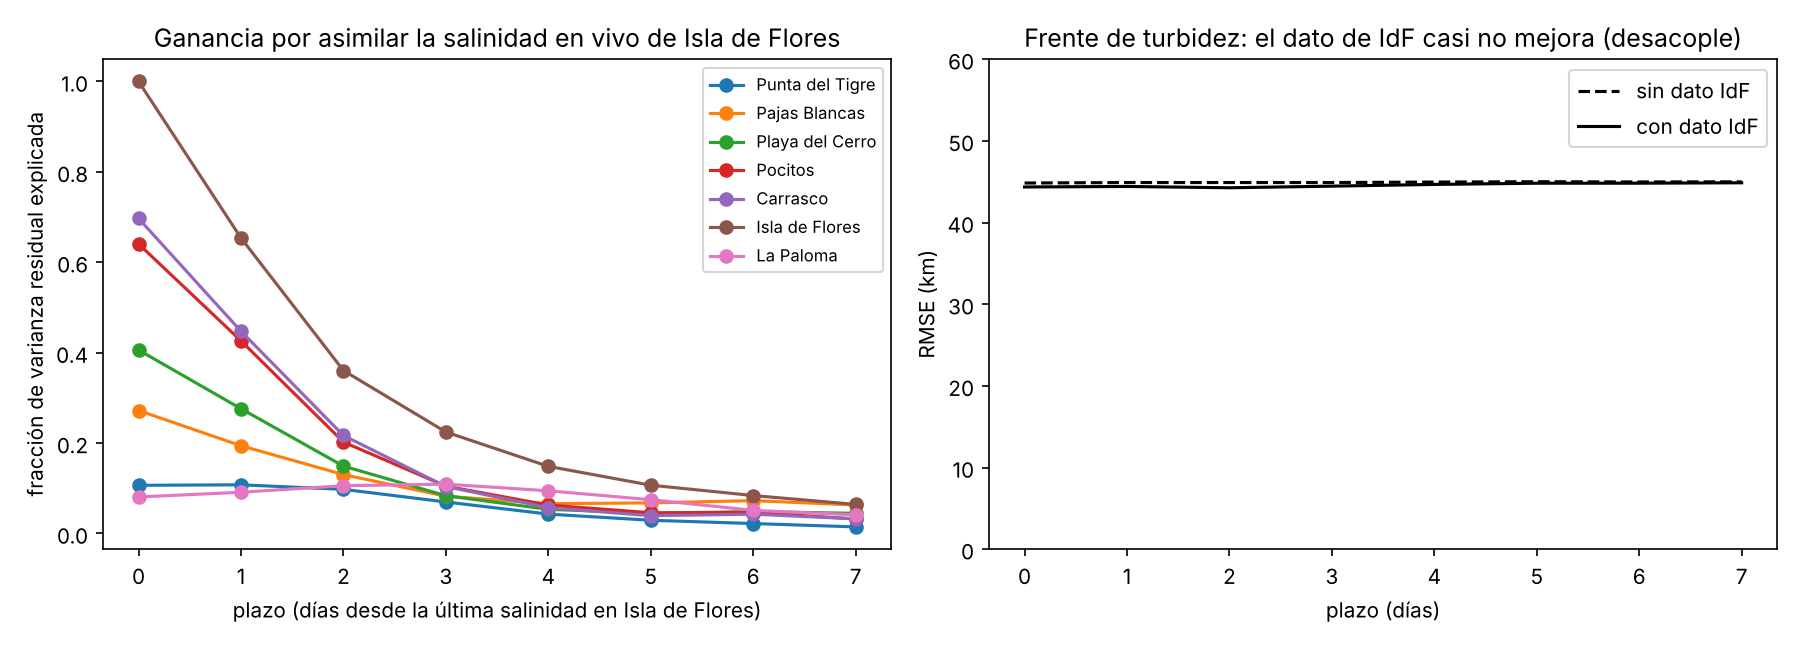 Ganancia por asimilar la salinidad en vivo de Isla de Flores
fracción de varianza residual explicada
1.0
0.8
0.6
0.4
0.2
0.0
0 1 2 3 4 5 6 7
plazo (días desde la última salinidad en Isla de Flores)
Punta del Tigre
Pajas Blancas
Playa del Cerro
Pocitos
Carrasco
Isla de Flores
La Paloma
Frente de turbidez: el dato de IdF casi no mejora (desacople)
RMSE (km)
60
50
40
30
20
10
0
0 1 2 3 4 5 6 7
plazo (días)
sin dato IdF
con dato IdF